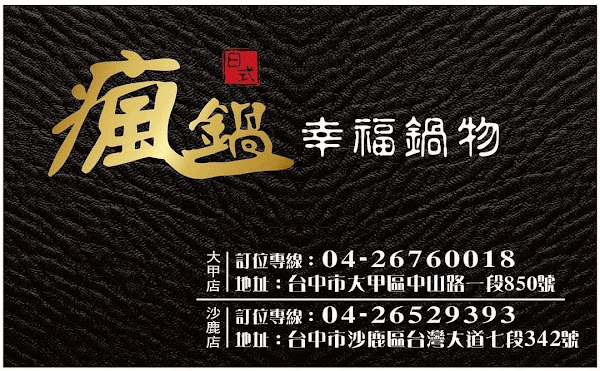 日式
瘋鍋 幸福鍋物
大甲店
訂位專線：04-26760018
地址：台中市大甲區中山路一段850號
沙鹿店
訂位專線：04-26529393
地址：台中市沙鹿區台灣大道七段342號